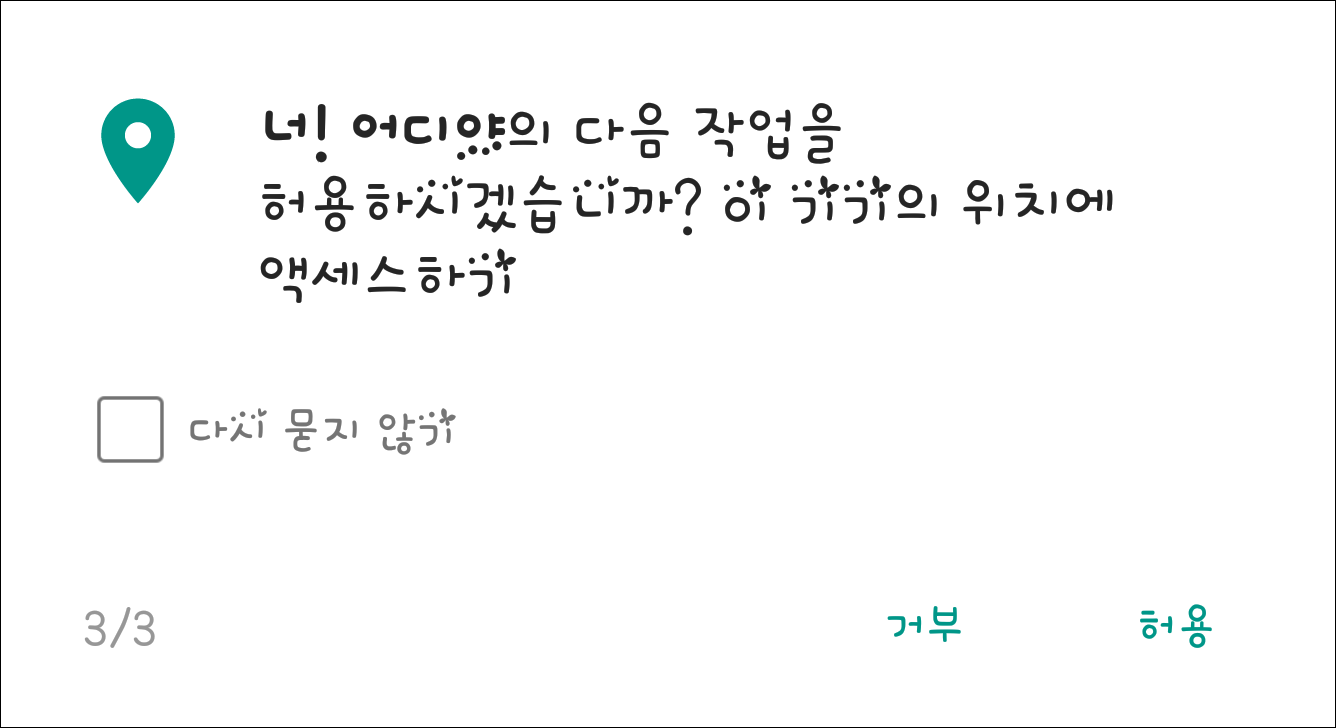 네! 어디얏의 다음 작업을
허용하시겠습니까? 이 기기의 위치에
액세스하기
다시 묻지 않기
3/3
거부
허용